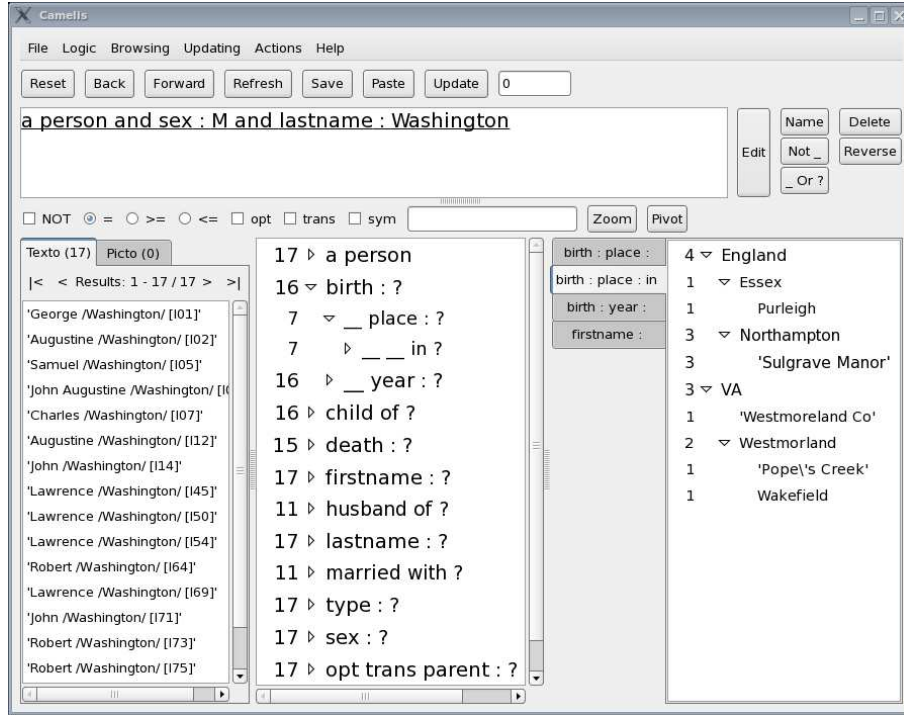 Camelis
File Logic Browsing Updating Actions Help
Reset Back Forward Refresh Save Paste Update 0
a person and sex : M and lastname : Washington
Edit
Name Delete
Not _ Reverse
_ Or ?
NOT = >= <= opt trans sym Zoom Pivot
Texto (17) Picto (0)
|< < Results: 1 - 17 / 17 > >|
'George /Washington/ [I01]'
'Augustine /Washington/ [I02]'
'Samuel /Washington/ [I05]'
'John Augustine /Washington/ [I0
'Charles /Washington/ [I07]'
'Augustine /Washington/ [I12]'
'John /Washington/ [I14]'
'Lawrence /Washington/ [I45]'
'Lawrence /Washington/ [I50]'
'Lawrence /Washington/ [I54]'
'Robert /Washington/ [I64]'
'Lawrence /Washington/ [I69]'
'John /Washington/ [I71]'
'Robert /Washington/ [I73]'
'Robert /Washington/ [I75]'
17 a person
16 birth : ?
7 __ place : ?
7 __ __ in ?
16 __ year : ?
16 child of ?
15 death : ?
17 firstname : ?
11 husband of ?
17 lastname : ?
11 married with ?
17 type : ?
17 sex : ?
17 opt trans parent : ?
birth : place :
birth : place : in
birth : year :
firstname :
4 England
1 Essex
1 Purleigh
3 Northampton
3 'Sulgrave Manor'
3 VA
1 'Westmoreland Co'
2 Westmorland
1 'Pope\'s Creek'
1 Wakefield